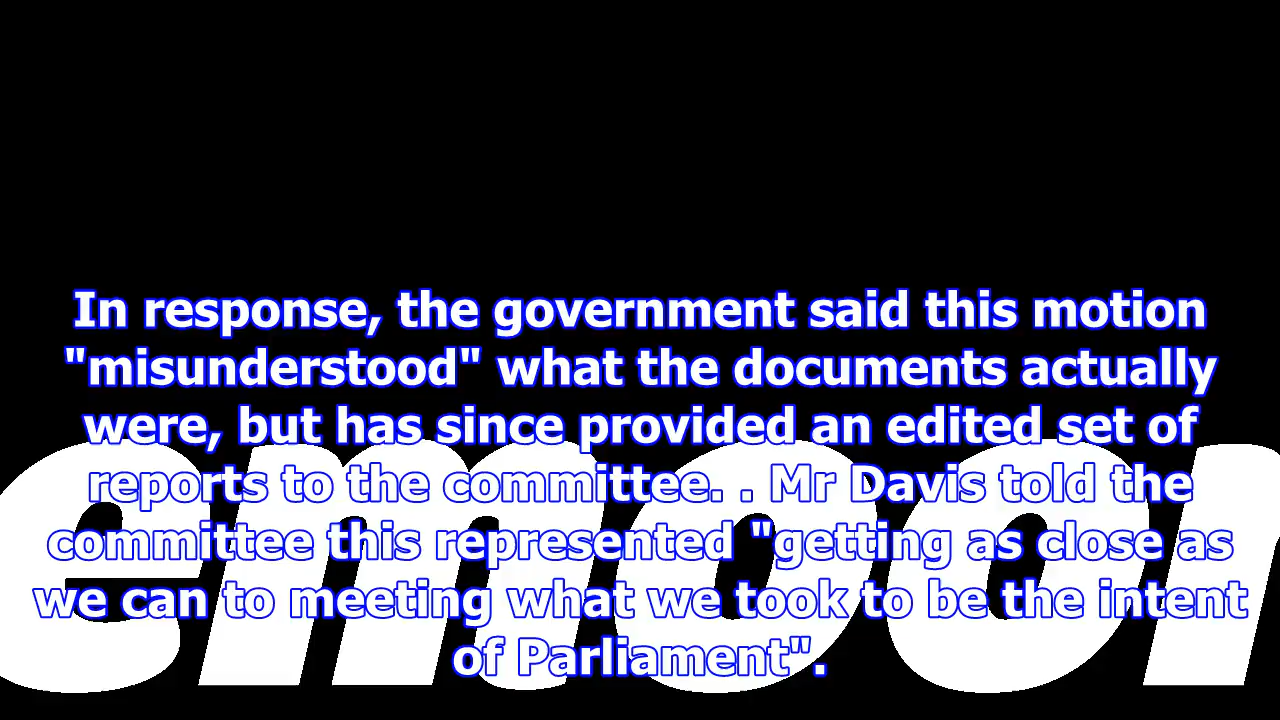 In response, the government said this motion
"misunderstood" what the documents actually
were, but has since provided an edited set of
reports to the committee. . Mr Davis told the
committee this represented "getting as close as
we can to meeting what we took to be the intent
of Parliament".
emoor